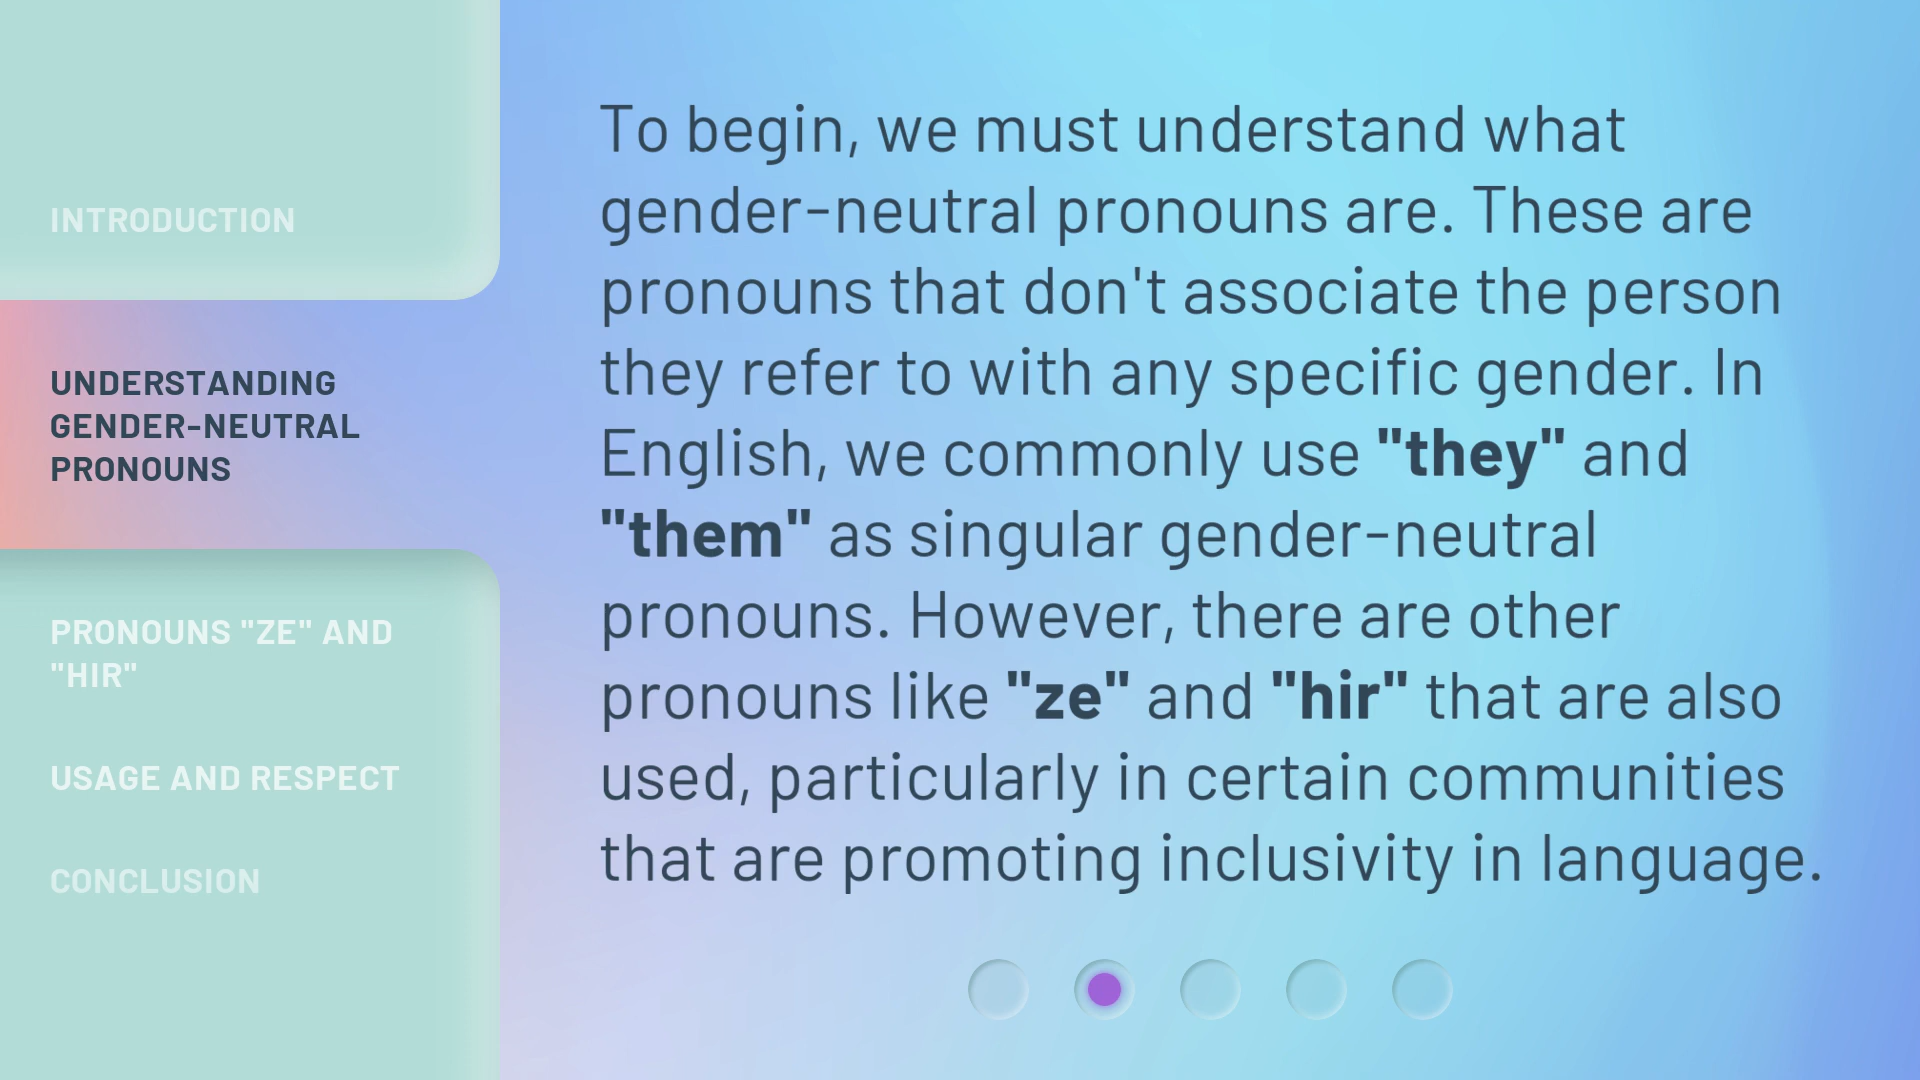 INTRODUCTION
UNDERSTANDING
GENDER-NEUTRAL
PRONOUNS
PRONOUNS "ZE" AND
"HIR"
USAGE AND RESPECT
CONCLUSION
To begin, we must understand what
gender-neutral pronouns are. These are
pronouns that don't associate the person
they refer to with any specific gender. In
English, we commonly use "they" and
"them" as singular gender-neutral
pronouns. However, there are other
pronouns like "ze" and "hir" that are also
used, particularly in certain communities
that are promoting inclusivity in language.